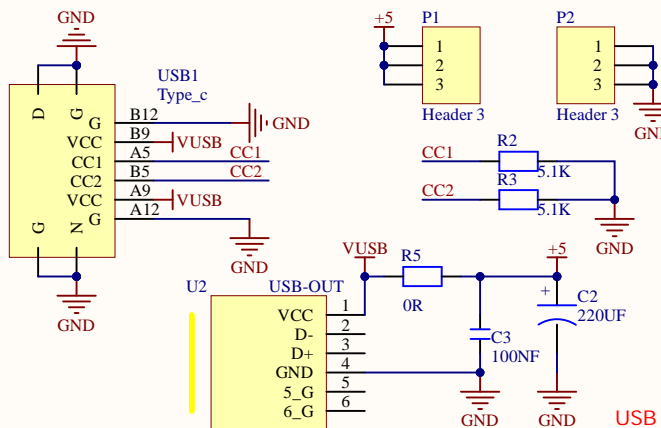 GND
+5
P1
P2
USB1
Type_c
D
G
G
B12
GND
VCC
B9
VUSB
CC1
A5
CC1
CC2
B5
CC2
VCC
A9
VUSB
G
A12
G
N
GND
GND
1
2
3
Header 3
1
2
3
Header 3
GND
CC1
R2
5.1K
CC2
R3
5.1K
GND
VUSB
R5
0R
+5
U2
USB-OUT
VCC
1
D-
2
D+
3
GND
4
5_G
5
6_G
6
C3
100NF
+
C2
220UF
GND
GND
USB